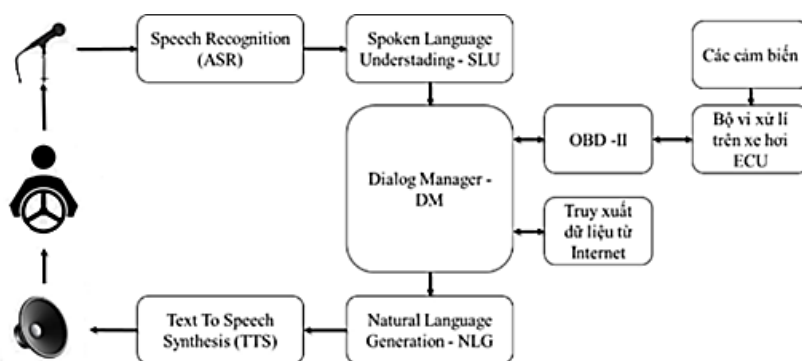 Speech Recognition
(ASR)
Spoken Language
Understading - SLU
Các cảm biến
Dialog Manager -
DM
OBD -II
Bộ vi xử lí
trên xe hơi
ECU
Truy xuất
dữ liệu từ
Internet
Text To Speech
Synthesis (TTS)
Natural Language
Generation - NLG